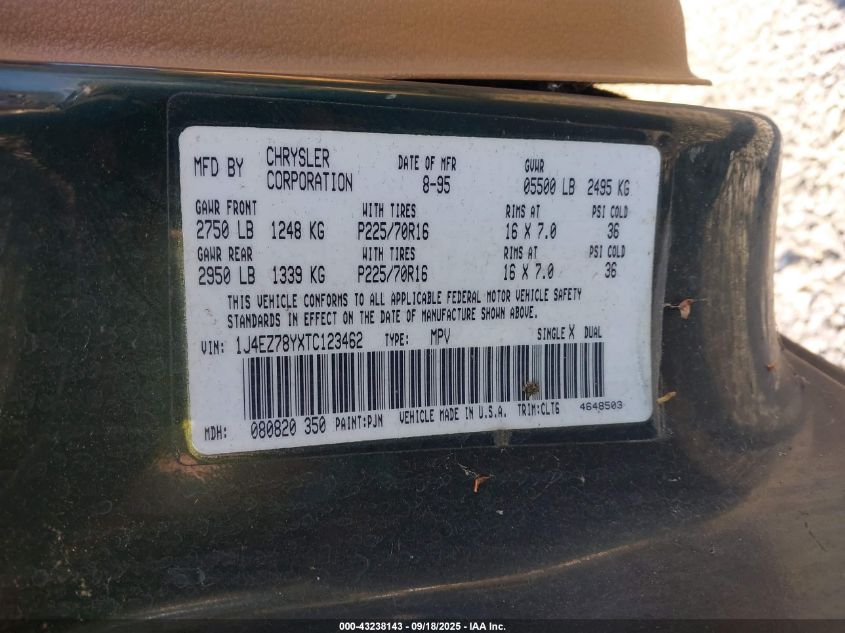 MFD BY CHRYSLER CORPORATION DATE OF MFR 8-95 GVWR 05500 LB 2495 KG
GAWR FRONT WITH TIRES RIMS AT PSI COLD
2750 LB 1248 KG P225/70R16 16 X 7.0 36
GAWR REAR WITH TIRES RIMS AT PSI COLD
2950 LB 1339 KG P225/70R16 16 X 7.0 36
THIS VEHICLE CONFORMS TO ALL APPLICABLE FEDERAL MOTOR VEHICLE SAFETY
STANDARDS IN EFFECT ON THE DATE OF MANUFACTURE SHOWN ABOVE.
VIN: 1J4EZ78YXTC123462 TYPE: MPV SINGLE X DUAL
MDH: 080820 350 PAINT:PJN VEHICLE MADE IN U.S.A. TRIM:CLT6 4648503
000-43238143 - 09/18/2025 - IAA Inc.